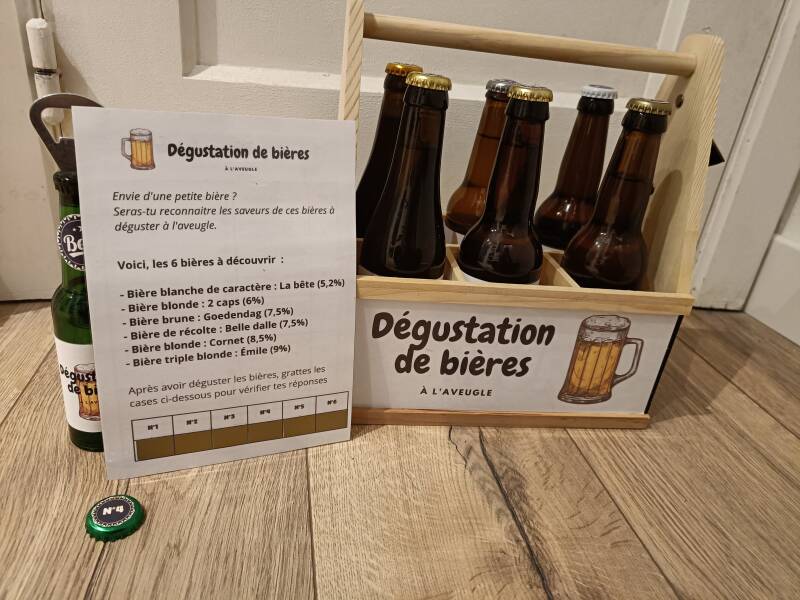 Dégustation de bières
À L'AVEUGLE
Envie d'une petite bière ?
Seras-tu reconnaitre les saveurs de ces bières à
déguster à l'aveugle.
Voici, les 6 bières à découvrir :
- Bière blanche de caractère : La bête (5,2%)
- Bière blonde : 2 caps (6%)
- Bière brune : Goedendag (7,5%)
- Bière de récolte : Belle dalle (7,5%)
- Bière blonde : Cornet (8,5%)
- Bière triple blonde : Émile (9%)
Après avoir déguster les bières, grattes les
cases ci-dessous pour vérifier tes réponses
N°1 N°2 N°3 N°4 N°5 N°6
Dégustation
de bières
À L'AVEUGLE
N°4